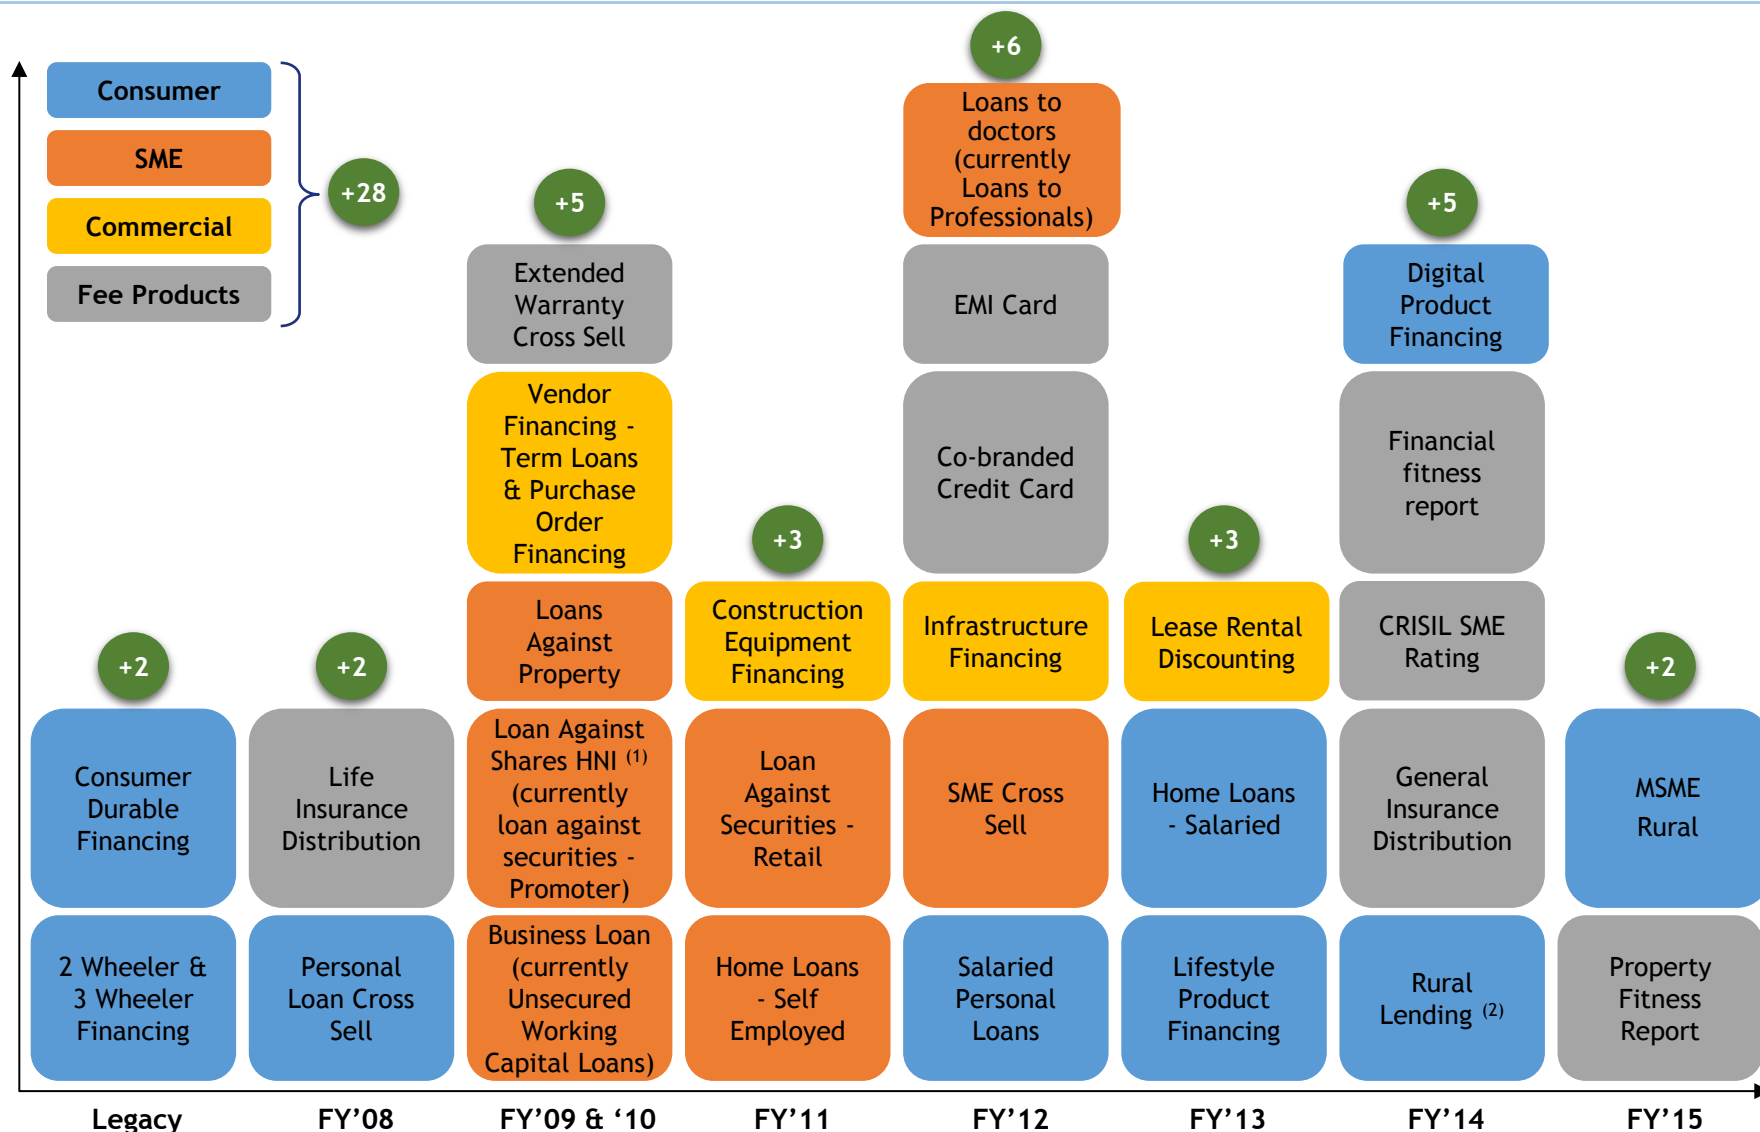 Consumer
SME
Commercial
Fee Products
+28
+2
Consumer
Durable
Financing
2 Wheeler &
3 Wheeler
Financing
Legacy
+2
Life
Insurance
Distribution
Personal
Loan Cross
Sell
FY’08
+5
Extended
Warranty
Cross Sell
Vendor
Financing -
Term Loans
& Purchase
Order
Financing
Loans
Against
Property
Loan Against
Shares HNI (1)
(currently
loan against
securities -
Promoter)
Business Loan
(currently
Unsecured
Working
Capital Loans)
FY’09 & ‘10
+3
Construction
Equipment
Financing
Loan
Against
Securities -
Retail
Home Loans
- Self
Employed
FY’11
+6
Loans to
doctors
(currently
Loans to
Professionals)
EMI Card
Co-branded
Credit Card
Infrastructure
Financing
SME Cross
Sell
Salaried
Personal
Loans
FY’12
+3
Lease Rental
Discounting
Home Loans
- Salaried
Lifestyle
Product
Financing
FY’13
+5
Digital
Product
Financing
Financial
fitness
report
CRISIL SME
Rating
General
Insurance
Distribution
Rural
Lending (2)
FY’14
+2
MSME
Rural
Property
Fitness
Report
FY’15